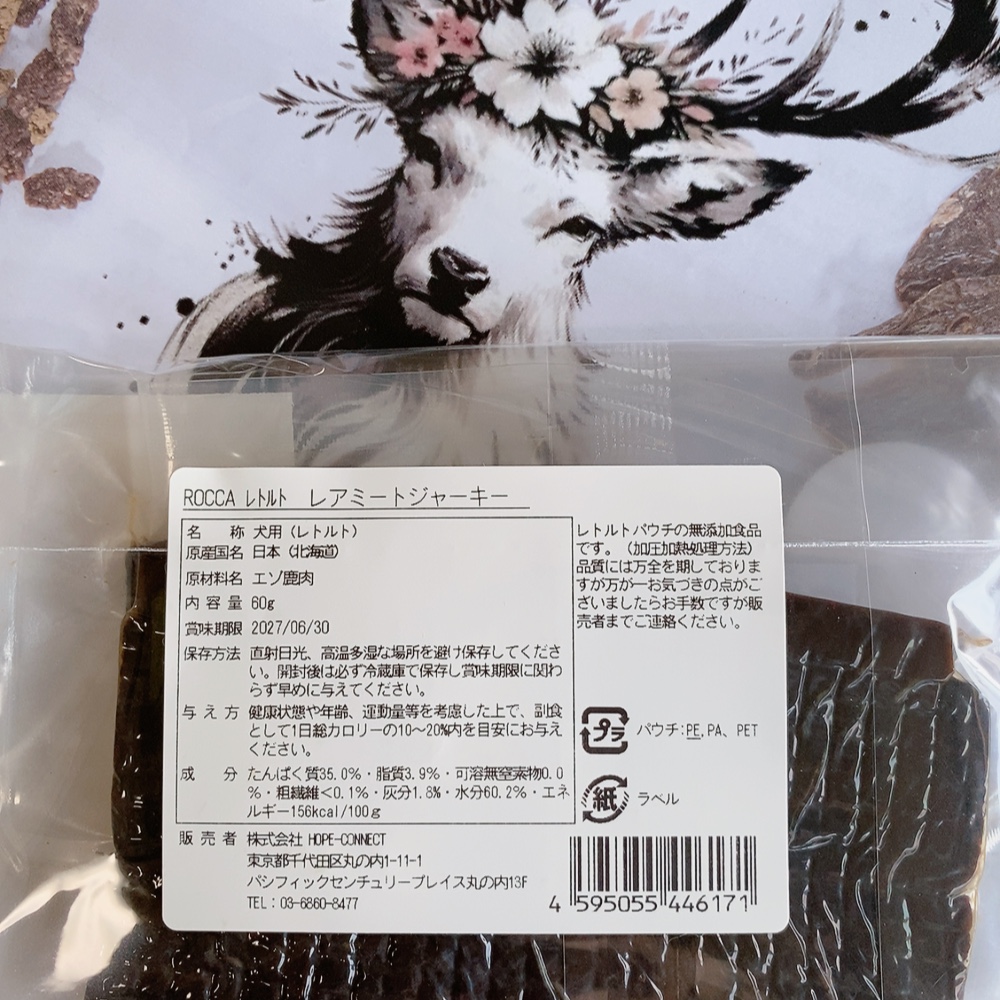 ROCCA レトルト レアミートジャーキー
名 称 犬用（レトルト）
原産国名 日本（北海道）
原材料名 エゾ鹿肉
内容量 60g
賞味期限 2027/06/30
保存方法 直射日光、高温多湿な場所を避け保存してくださ
い。開封後は必ず冷蔵庫で保存し賞味期限に関わ
らず早めに与えてください。
与え方 健康状態や年齢、運動量等を考慮した上で、副食
として1日総カロリーの10～20%内を目安にお与え
ください。
成 分 たんぱく質35.0%・脂質3.9%・可溶無窒素物0.0
%・粗繊維<0.1%・灰分1.8%・水分60.2%・エネ
ルギー156kcal/100g
販売者 株式会社 HOPE-CONNECT
東京都千代田区丸の内1-11-1
パシフィックセンチュリープレイス丸の内13F
TEL：03-6860-8477
レトルトパウチの無添加食品
です。（加圧加熱処理方法）
品質には万全を期しておりま
すが万が一お気づきの点がご
ざいましたらお手数ですが販
売者までご連絡ください。
プラ パウチ:PE,PA、PET
紙 ラベル
4 595055 446171